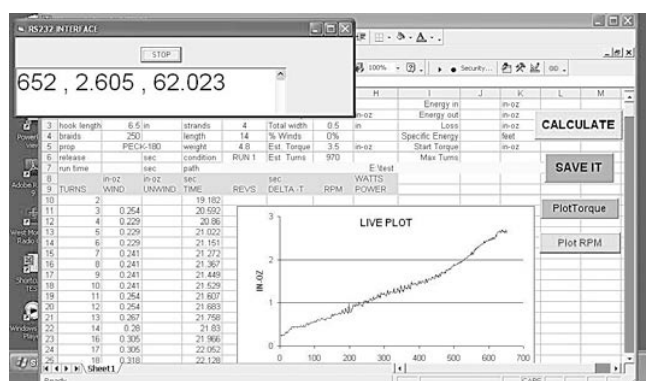 RS232 INTERFACE
STOP
652 , 2.605 , 62.023
100%
Security...
H I J K L M
Energy in in-oz
in-oz Energy out in-oz
3 hook length 6.5 in strands 4 Total width 0.5 in Loss in-oz
4 braids 250 length 14 % Winds 0% Specific Energy feet
5 prop PECK-180 weight 4.8 Est. Torque 3.5 in-oz Start Torque in-oz
6 release sec condition RUN 1 Est Turns 970 Max Turns
7 run time sec path E:\test
8 in-oz in-oz sec sec WATTS
9 TURNS WIND UNWIND TIME REVS DELTA -T RPM POWER
10 2 19.182
11 3 0.254 20.592
12 4 0.229 20.86
13 5 0.229 21.022
14 6 0.229 21.151
15 7 0.241 21.272
16 8 0.241 21.367
17 9 0.241 21.449
18 10 0.241 21.529
19 11 0.254 21.607
20 12 0.254 21.683
21 13 0.267 21.758
22 14 0.28 21.83
23 16 0.305 21.966
24 17 0.305 22.052
25 18 0.318 22.128
CALCULATE
SAVE IT
PlotTorque
Plot RPM
LIVE PLOT
IN-OZ
3
2
1
0
0 100 200 300 400 500 600 700
Sheet1